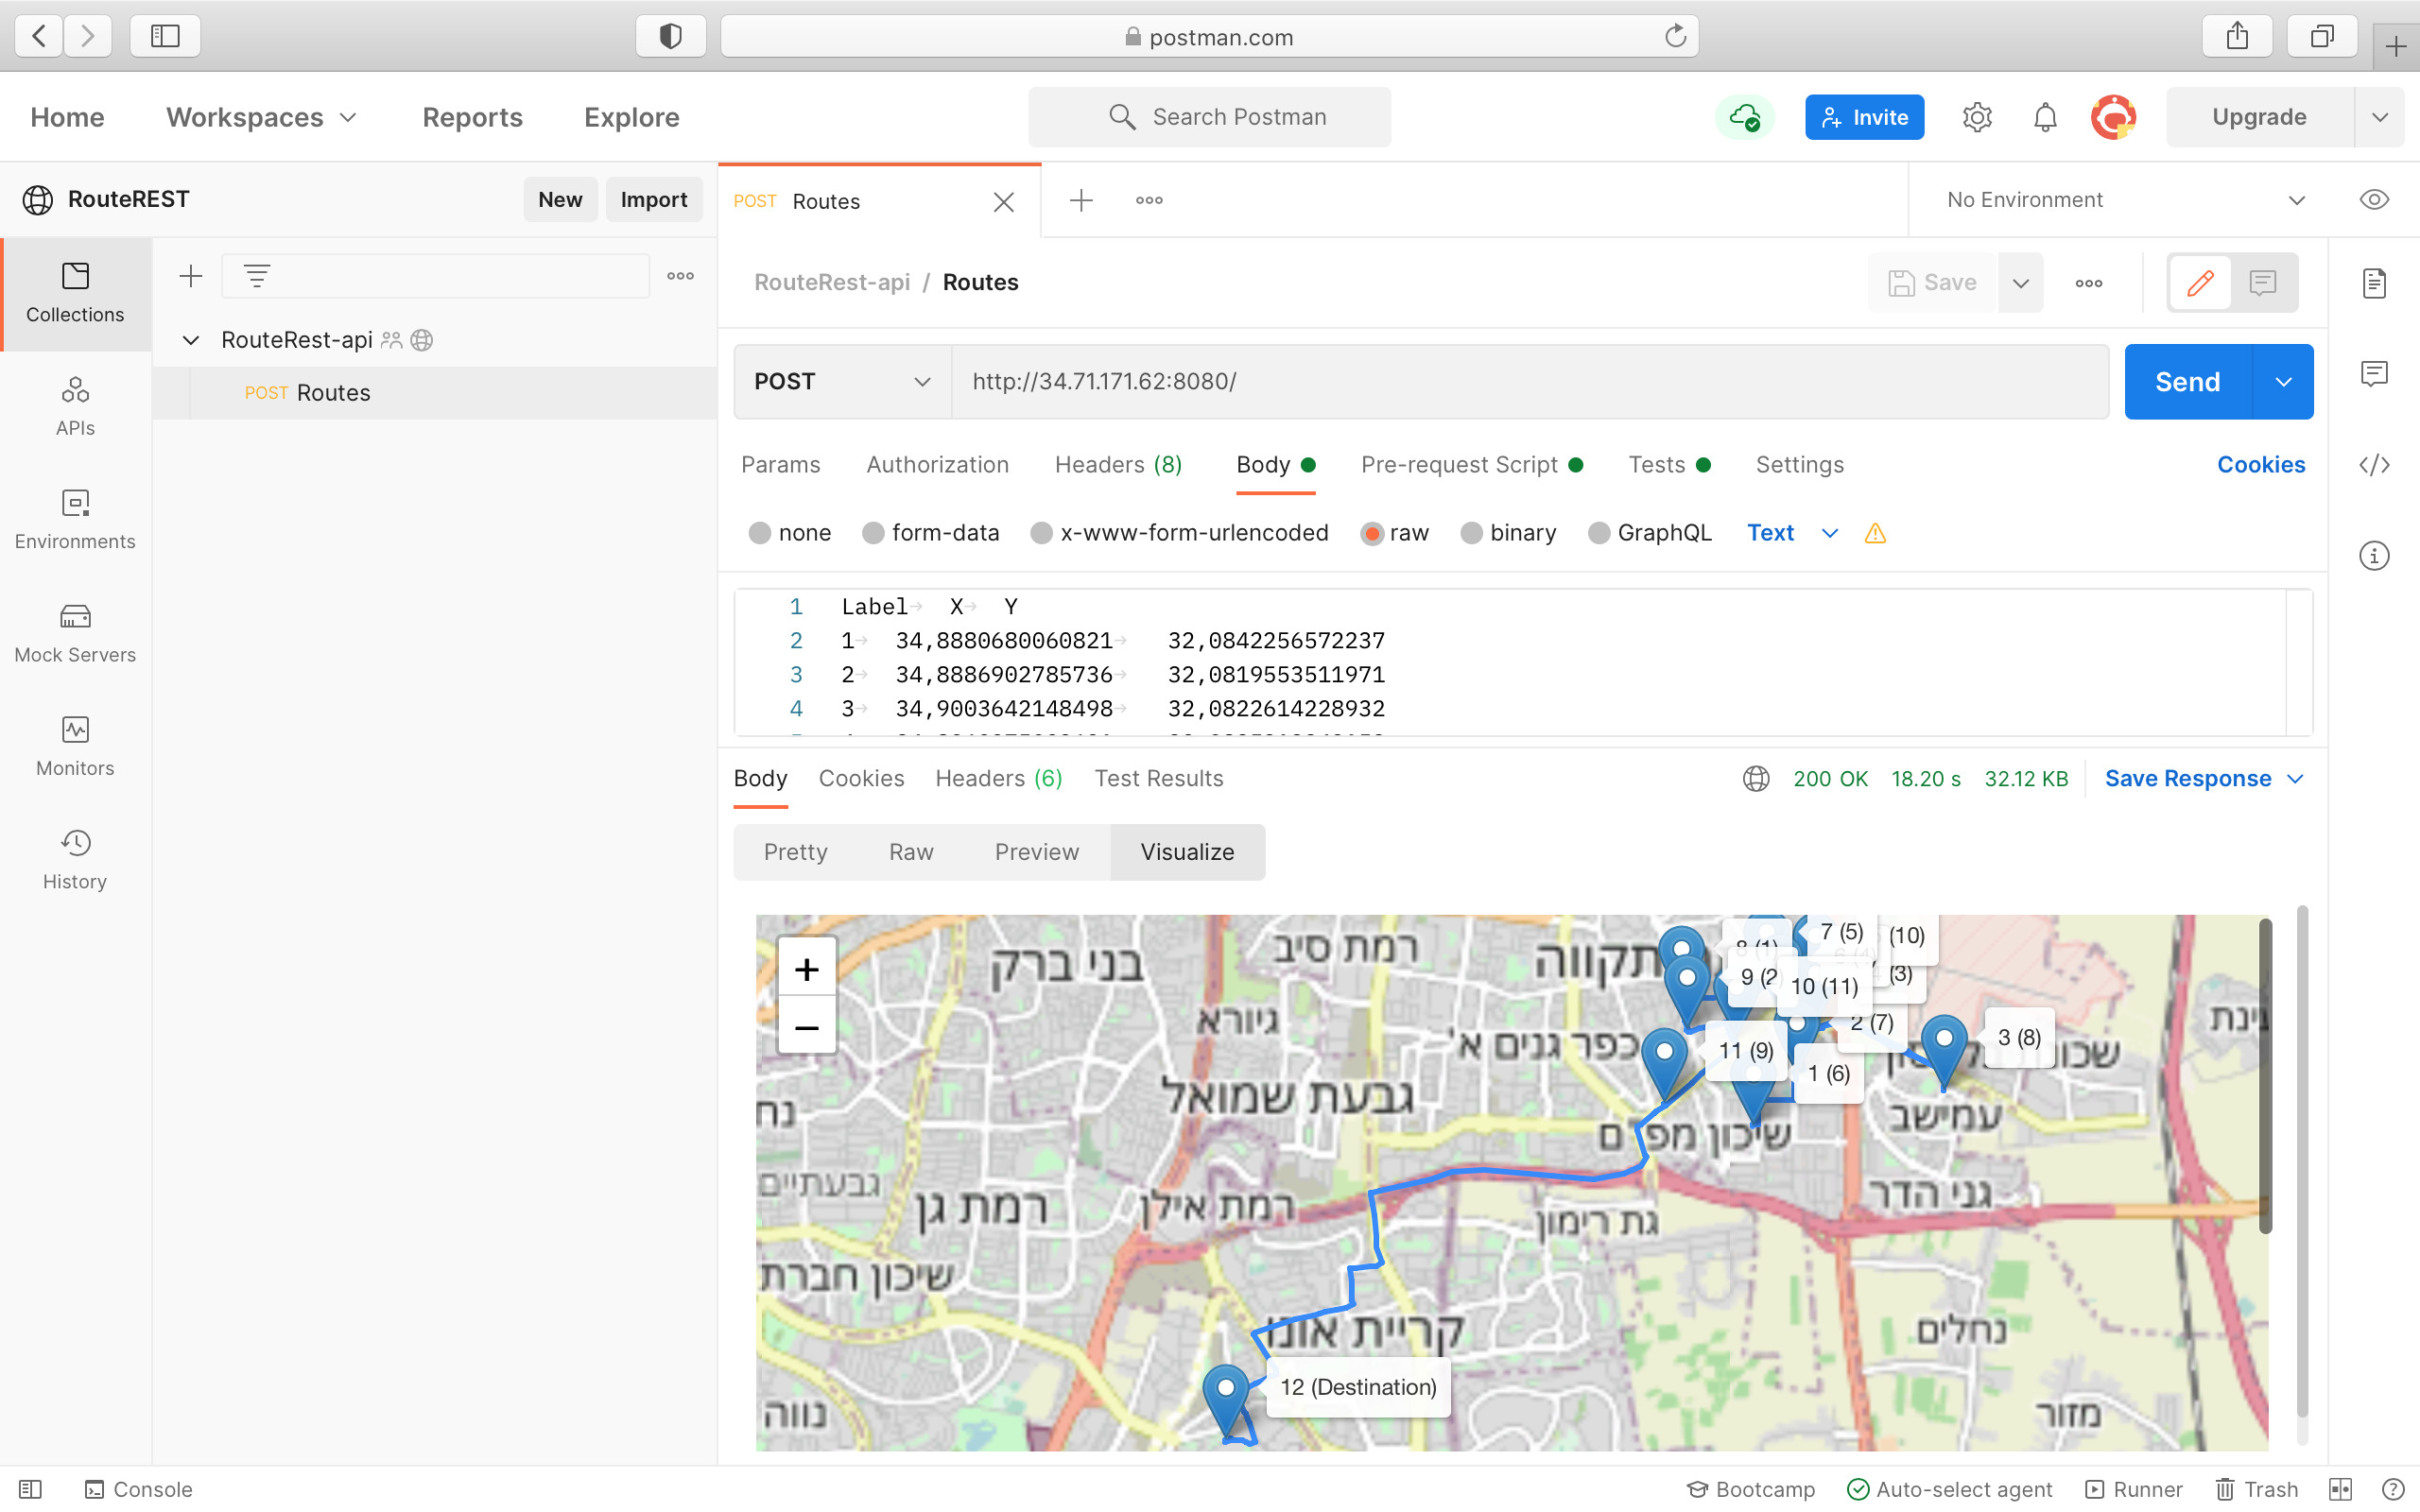 postman.com
Home Workspaces Reports Explore Search Postman Invite Upgrade
RouteREST New Import POST Routes No Environment
Collections
APIs
Environments
Mock Servers
Monitors
History
RouteRest-api
POST Routes
RouteRest-api / Routes Save
POST http://34.71.171.62:8080/ Send
Params Authorization Headers (8) Body Pre-request Script Tests Settings Cookies
none form-data x-www-form-urlencoded raw binary GraphQL Text
1 Label X Y
2 1 34,8880680060821 32,0842256572237
3 2 34,8886902785736 32,0819553511971
4 3 34,9003642148498 32,0822614228932
Body Cookies Headers (6) Test Results 200 OK 18.20 s 32.12 KB Save Response
Pretty Raw Preview Visualize
+
−
בני ברק
רמת סיב
תקווה
8 (1)
7 (5)
(10)
9 (2
10 (11)
(3)
2 (7)
3 (8)
11 (9)
1 (6)
גיורא
כפר גנים א'
גבעת שמואל
עמישב
גבעתיים
רמת גן
רמת אילן
גת רימון
גני הדר
שיכון חברת
קריית אונו
נחלים
12 (Destination)
נווה
מזור
Console Bootcamp Auto-select agent Runner Trash